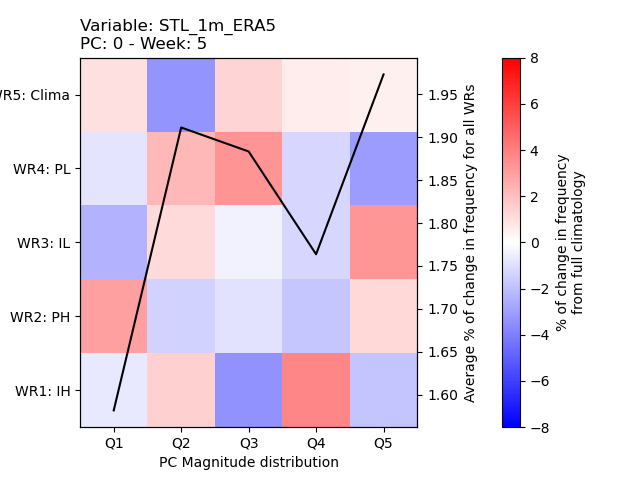 Variable: STL_1m_ERA5
PC: 0 - Week: 5
WR5: Clima
WR4: PL
WR3: IL
WR2: PH
WR1: IH
Q1 Q2 Q3 Q4 Q5
PC Magnitude distribution
1.95
1.90
1.85
1.80
1.75
1.70
1.65
1.60
Average % of change in frequency for all WRs
8
6
4
2
0
−2
−4
−6
−8
% of change in frequency
from full climatology